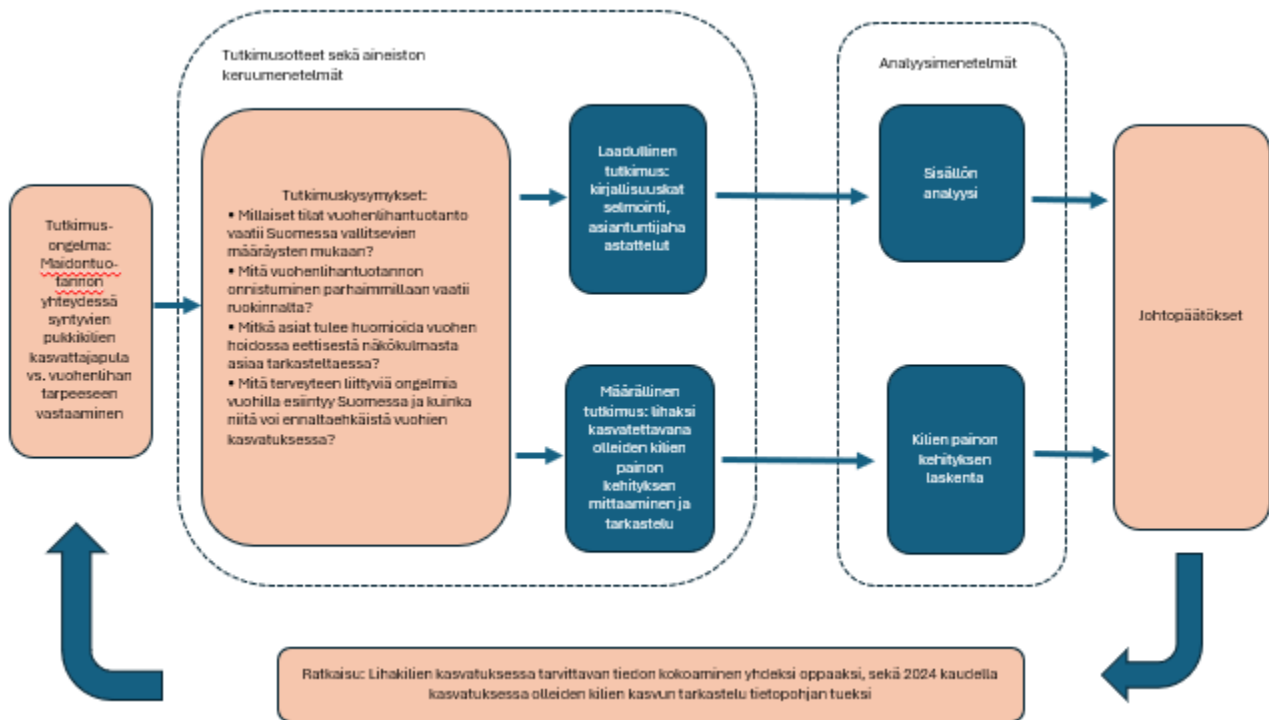 Tutkimusotteet sekä aineiston
keruumenetelmät
Analyysimenetelmät
Tutkimus-
ongelma:
Maidontuo-
tannon
yhteydessä
syntyvien
pukkikilien
kasvattajapula
vs. vuohenlihan
tarpeeseen
vastaaminen
Tutkimuskysymykset:
▪ Millaiset tilat vuohenlihantuotanto
vaatii Suomessa vallitsevien
määräysten mukaan?
▪ Mitä vuohenlihantuotannon
onnistuminen parhaimmillaan vaatii
ruokinnalta?
▪ Mitkä asiat tulee huomioida vuohen
hoidossa eettisestä näkökulmasta
asiaa tarkasteltaessa?
▪ Mitä terveyteen liittyviä ongelmia
vuohilla esiintyy Suomessa ja kuinka
niitä voi ennaltaehkäistä vuohien
kasvatuksessa?
Laadullinen
tutkimus:
kirjallisuuskat
selmointi,
asiantuntijaha
astattelut
Määrällinen
tutkimus: lihaksi
kasvatettavana
olleiden kilien
painon
kehityksen
mittaaminen ja
tarkastelu
Sisällön
analyysi
Kilien painon
kehityksen
laskenta
Johtopäätökset
Ratkaisu: Lihakilien kasvatuksessa tarvittavan tiedon kokoaminen yhdeksi oppaaksi, sekä 2024 kaudella
kasvatuksessa olleiden kilien kasvun tarkastelu tietopohjan tueksi